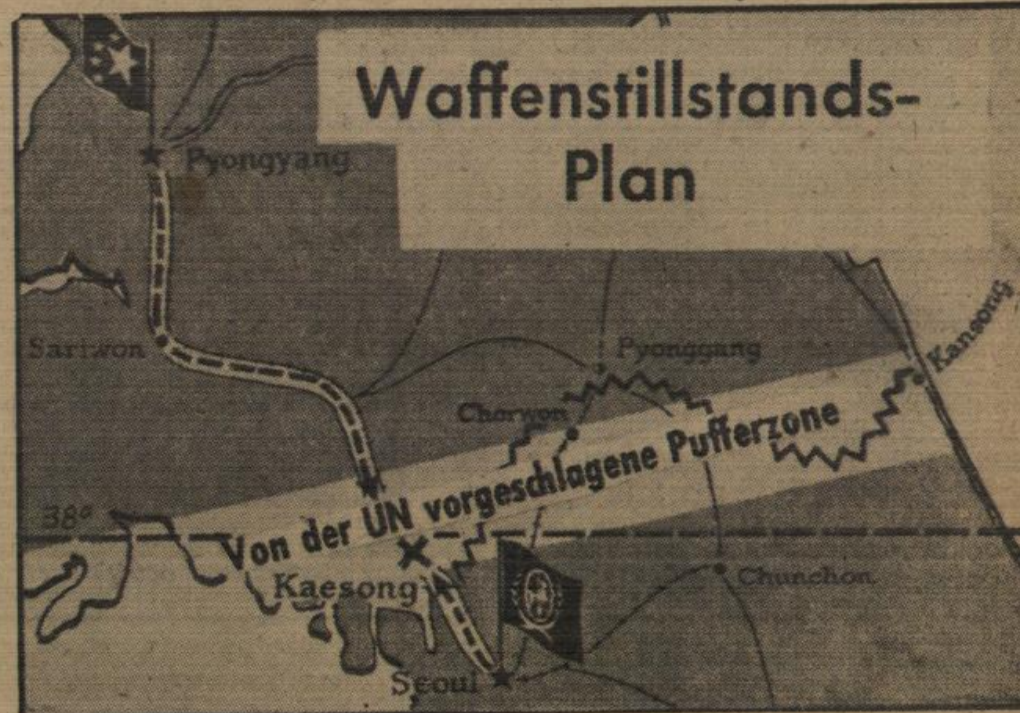 Waffenstillstands-
Plan
Pyongyang
Kansong
Sariwon
Pyonggang
Chorwon
Von der UN vorgeschlagene Pufferzone
38°
Kaesong
Chunchon
Seoul